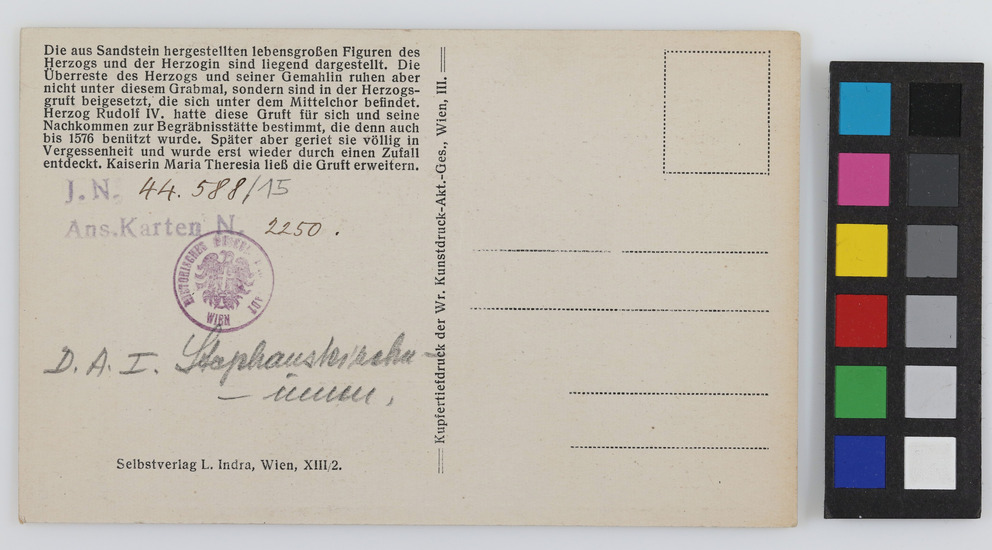 Die aus Sandstein hergestellten lebensgroßen Figuren des
Herzogs und der Herzogin sind liegend dargestellt. Die
Überreste des Herzogs und seiner Gemahlin ruhen aber
nicht unter diesem Grabmal, sondern sind in der Herzogs-
gruft beigesetzt, die sich unter dem Mittelchor befindet.
Herzog Rudolf IV. hatte diese Gruft für sich und seine
Nachkommen zur Begräbnisstätte bestimmt, die denn auch
bis 1576 benützt wurde. Später aber geriet sie völlig in
Vergessenheit und wurde erst wieder durch einen Zufall
entdeckt. Kaiserin Maria Theresia ließ die Gruft erweitern.
J. N. 44.588/15
Ans.Karten N. 2250.
HISTORISCHES
WIEN
D. A. I. Stephanskirche
– innen,
Selbstverlag L. Indra, Wien, XIII/2.
Kupfertiefdruck der Wr. Kunstdruck-Akt.-Ges., Wien, III.